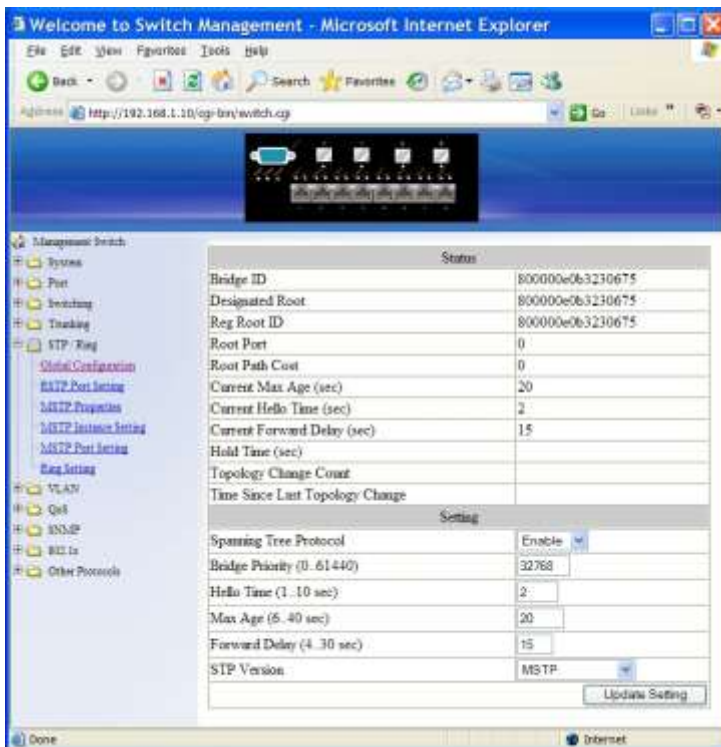 Welcome to Switch Management - Microsoft Internet Explorer
File Edit View Favorites Tools Help
Back Search Favorites
Address http://192.168.1.10/cgi-bin/switch.cgi Go Links
Management Switch
System
Port
Switching
Trunking
STP / Ring
Global Configuration
RSTP Port Setting
MSTP Properties
MSTP Instance Setting
MSTP Port Setting
Ring Setting
VLAN
QoS
SNMP
802.1x
Other Protocols
Status
Bridge ID 800000e0b3230675
Designated Root 800000e0b3230675
Reg Root ID 800000e0b3230675
Root Port 0
Root Path Cost 0
Current Max Age (sec) 20
Current Hello Time (sec) 2
Current Forward Delay (sec) 15
Hold Time (sec)
Topology Change Count
Time Since Last Topology Change
Setting
Spanning Tree Protocol Enable
Bridge Priority (0..61440) 32768
Hello Time (1..10 sec) 2
Max Age (6..40 sec) 20
Forward Delay (4..30 sec) 15
STP Version MSTP
Update Setting
Done Internet